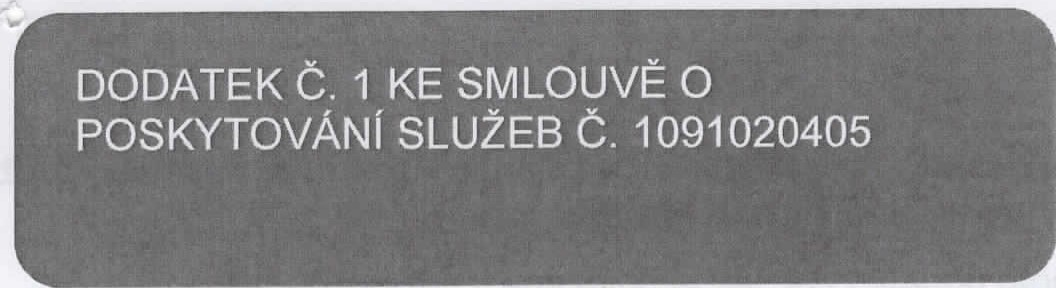 DODATEK Č. 1 KE SMLOUVĚ O
POSKYTOVÁNÍ SLUŽEB Č. 1091020405